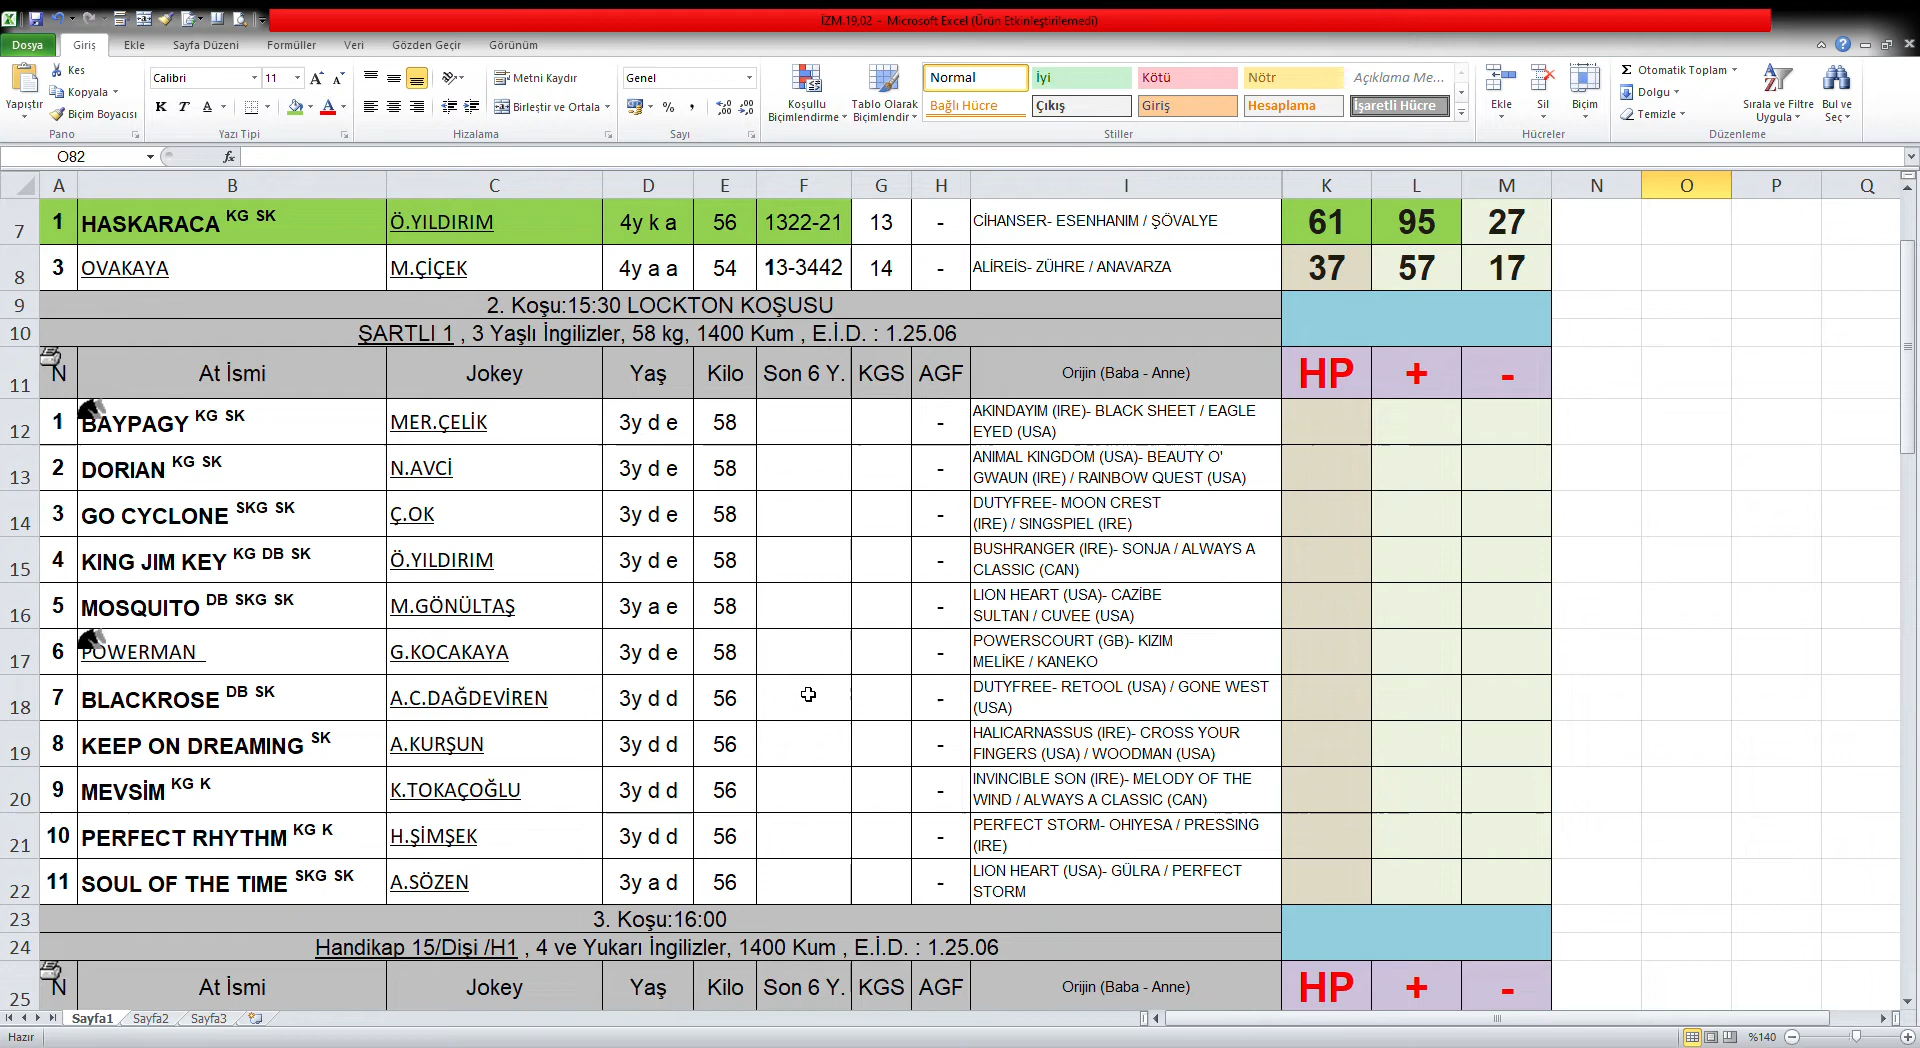 İZM.19.02 - Microsoft Excel (Ürün Etkinleştirilemedi)
Dosya Giriş Ekle Sayfa Düzeni Formüller Veri Gözden Geçir Görünüm
Yapıştır Kes Kopyala Biçim Boyacısı Pano
Calibri 11 K T A Yazı Tipi
Metni Kaydır Birleştir ve Ortala Hizalama
Genel % Sayı
Koşullu Biçimlendirme Tablo Olarak Biçimlendir
Normal İyi Kötü Nötr Açıklama Me...
Bağlı Hücre Çıkış Giriş Hesaplama İşaretli Hücre
Stiller
Ekle Sil Biçim Hücreler
Σ Otomatik Toplam Dolgu Temizle Sırala ve Filtre Uygula Bul ve Seç Düzenleme
O82 fx
A B C D E F G H I K L M N O P Q
7 1 HASKARACA KG SK Ö.YILDIRIM 4y k a 56 1322-21 13 - CİHANSER- ESENHANIM / ŞÖVALYE 61 95 27
8 3 OVAKAYA M.ÇİÇEK 4y a a 54 13-3442 14 - ALİREİS- ZÜHRE / ANAVARZA 37 57 17
9 2. Koşu:15:30 LOCKTON KOŞUSU
10 ŞARTLI 1 , 3 Yaşlı İngilizler, 58 kg, 1400 Kum , E.İ.D. : 1.25.06
11 N At İsmi Jokey Yaş Kilo Son 6 Y. KGS AGF Orijin (Baba - Anne) HP + -
12 1 BAYPAGY KG SK MER.ÇELİK 3y d e 58 - AKINDAYIM (IRE)- BLACK SHEET / EAGLE EYED (USA)
13 2 DORIAN KG SK N.AVCİ 3y d e 58 - ANIMAL KINGDOM (USA)- BEAUTY O' GWAUN (IRE) / RAINBOW QUEST (USA)
14 3 GO CYCLONE SKG SK Ç.OK 3y d e 58 - DUTYFREE- MOON CREST (IRE) / SINGSPIEL (IRE)
15 4 KING JIM KEY KG DB SK Ö.YILDIRIM 3y d e 58 - BUSHRANGER (IRE)- SONJA / ALWAYS A CLASSIC (CAN)
16 5 MOSQUITO DB SKG SK M.GÖNÜLTAŞ 3y a e 58 - LION HEART (USA)- CAZİBE SULTAN / CUVEE (USA)
17 6 POWERMAN G.KOCAKAYA 3y d e 58 - POWERSCOURT (GB)- KIZIM MELİKE / KANEKO
18 7 BLACKROSE DB SK A.C.DAĞDEVİREN 3y d d 56 - DUTYFREE- RETOOL (USA) / GONE WEST (USA)
19 8 KEEP ON DREAMING SK A.KURŞUN 3y d d 56 - HALICARNASSUS (IRE)- CROSS YOUR FINGERS (USA) / WOODMAN (USA)
20 9 MEVSİM KG K K.TOKAÇOĞLU 3y d d 56 - INVINCIBLE SON (IRE)- MELODY OF THE WIND / ALWAYS A CLASSIC (CAN)
21 10 PERFECT RHYTHM KG K H.ŞİMŞEK 3y d d 56 - PERFECT STORM- OHIYESA / PRESSING (IRE)
22 11 SOUL OF THE TIME SKG SK A.SÖZEN 3y a d 56 - LION HEART (USA)- GÜLRA / PERFECT STORM
23 3. Koşu:16:00
24 Handikap 15/Dişi /H1 , 4 ve Yukarı İngilizler, 1400 Kum , E.İ.D. : 1.25.06
25 N At İsmi Jokey Yaş Kilo Son 6 Y. KGS AGF Orijin (Baba - Anne) HP + -
Sayfa1 Sayfa2 Sayfa3
Hazır %140